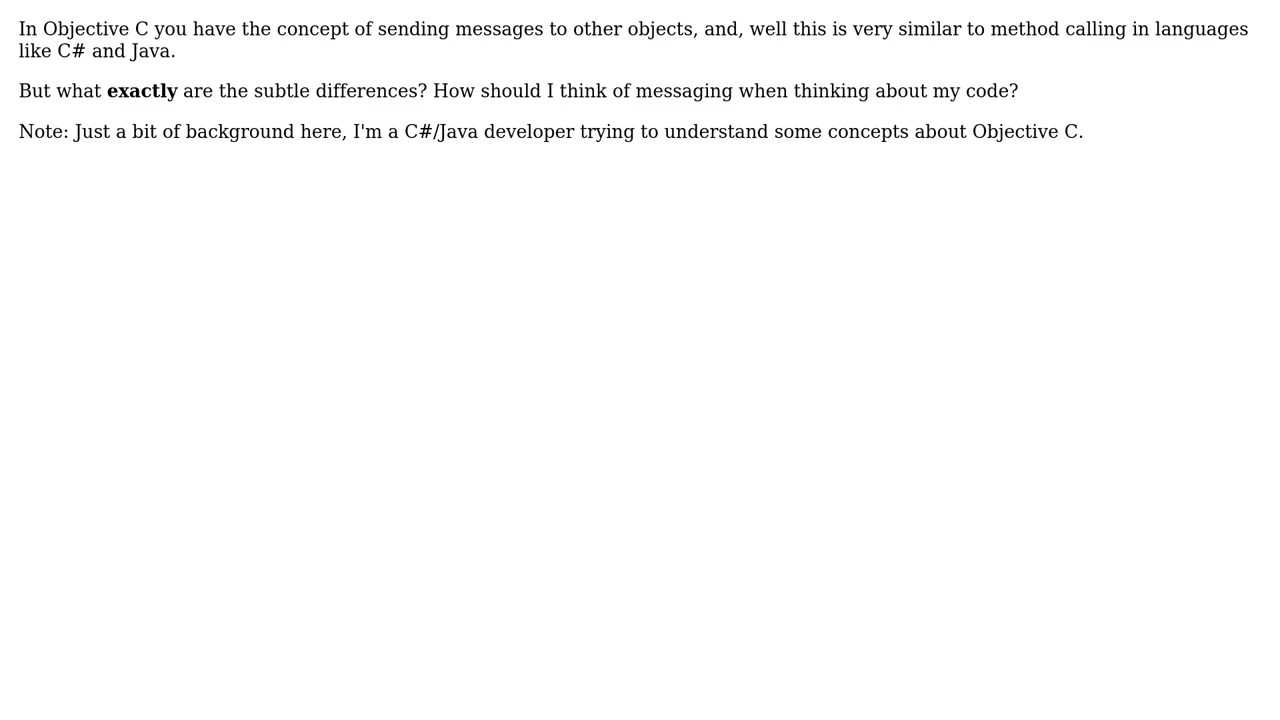 In Objective C you have the concept of sending messages to other objects, and, well this is very similar to method calling in languages
like C# and Java.
But what exactly are the subtle differences? How should I think of messaging when thinking about my code?
Note: Just a bit of background here, I'm a C#/Java developer trying to understand some concepts about Objective C.